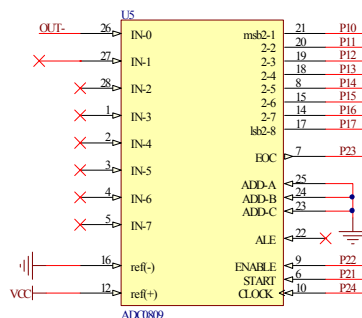 U5
OUT- 26 IN-0 msb2-1 21 P10
27 IN-1 2-2 20 P11
28 IN-2 2-3 19 P12
1 IN-3 2-4 18 P13
2 IN-4 2-5 8 P14
3 IN-5 2-6 15 P15
4 IN-6 2-7 14 P16
5 IN-7 lsb2-8 17 P17
EOC 7 P23
ADD-A 25
ADD-B 24
ADD-C 23
ALE 22
16 ref(-) ENABLE 9 P22
START 6 P21
VCC 12 ref(+) CLOCK 10 P24
ADC0809